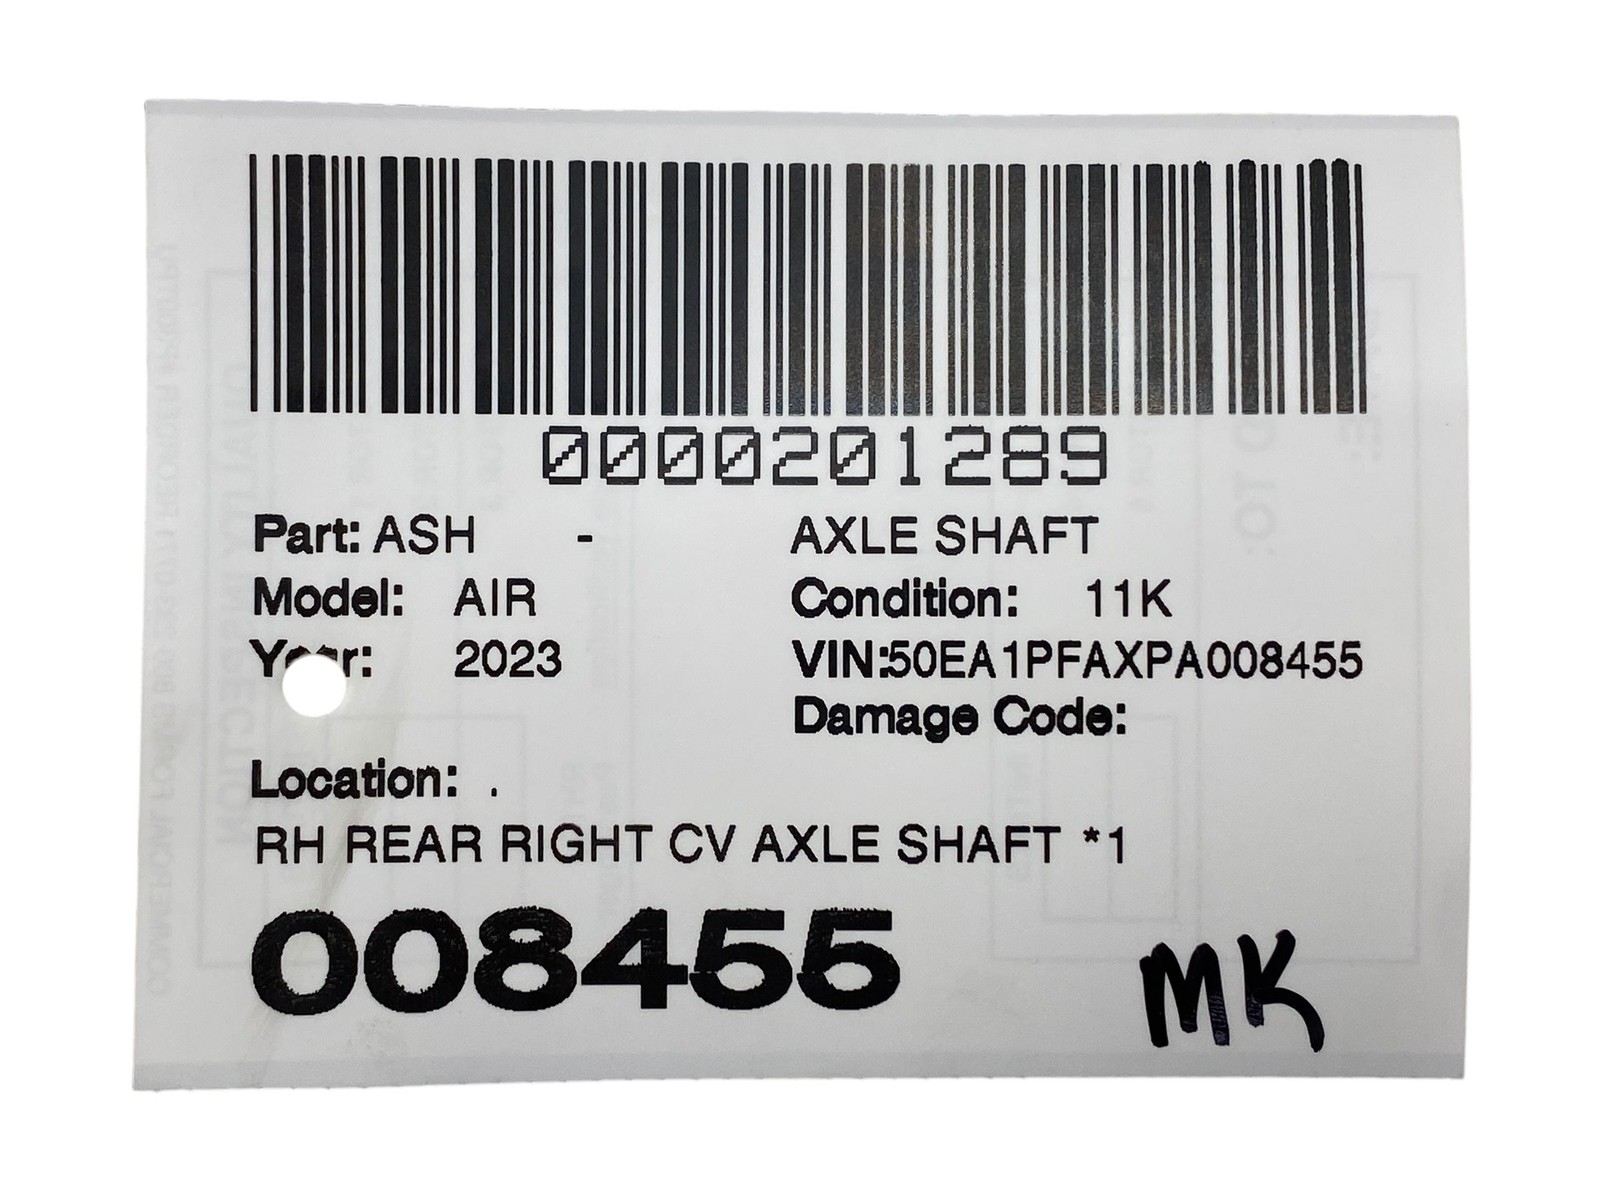 0000201289
Part: ASH - AXLE SHAFT
Model: AIR Condition: 11K
Year: 2023 VIN:50EA1PFAXPA008455
Damage Code:
Location: .
RH REAR RIGHT CV AXLE SHAFT *1
008455
MK